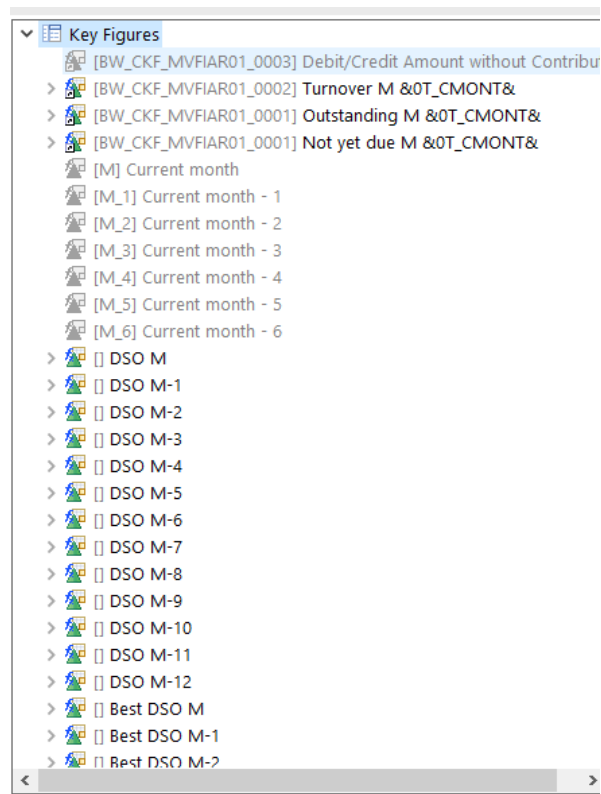 Key Figures
[BW_CKF_MVFIAR01_0003] Debit/Credit Amount without Contribut
[BW_CKF_MVFIAR01_0002] Turnover M &0T_CMONT&
[BW_CKF_MVFIAR01_0001] Outstanding M &0T_CMONT&
[BW_CKF_MVFIAR01_0001] Not yet due M &0T_CMONT&
[M] Current month
[M_1] Current month - 1
[M_2] Current month - 2
[M_3] Current month - 3
[M_4] Current month - 4
[M_5] Current month - 5
[M_6] Current month - 6
[] DSO M
[] DSO M-1
[] DSO M-2
[] DSO M-3
[] DSO M-4
[] DSO M-5
[] DSO M-6
[] DSO M-7
[] DSO M-8
[] DSO M-9
[] DSO M-10
[] DSO M-11
[] DSO M-12
[] Best DSO M
[] Best DSO M-1
[] Best DSO M-2